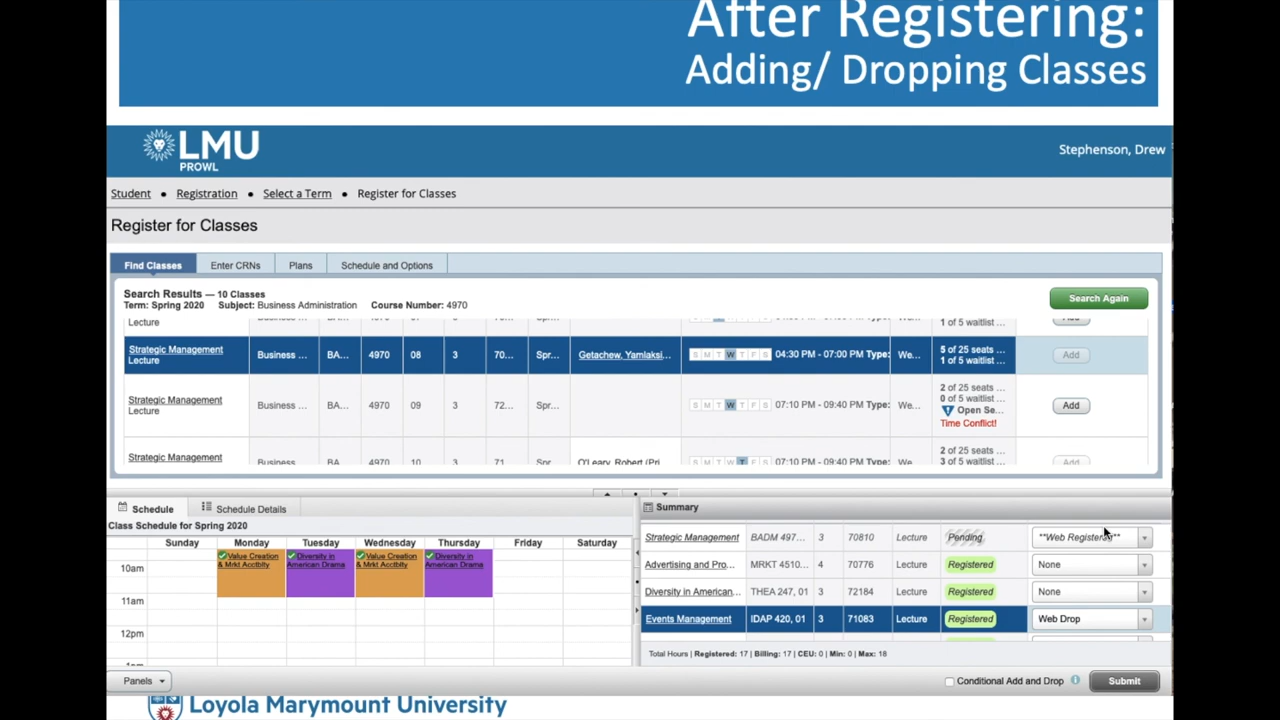 After Registering:
Adding/ Dropping Classes
LMU
PROWL
Stephenson, Drew
Student • Registration • Select a Term • Register for Classes
Register for Classes
Find Classes Enter CRNs Plans Schedule and Options
Search Results — 10 Classes
Term: Spring 2020 Subject: Business Administration Course Number: 4970
Search Again
Lecture 1 of 5 waitlist ...
Strategic Management
Lecture
Business ... BA... 4970 08 3 70... Spr... Getachew, Yamlaksi... S M T W T F S 04:30 PM - 07:00 PM Type: We... 5 of 25 seats ...
1 of 5 waitlist ...
Add
Strategic Management
Lecture
Business ... BA... 4970 09 3 72... Spr... S M T W T F S 07:10 PM - 09:40 PM Type: We... 2 of 25 seats ...
0 of 5 waitlist ...
Open Se...
Time Conflict!
Add
Strategic Management
Business BA 4970 10 3 71 Spr O'Leary, Robert (Pri S M T W T F S 07:10 PM - 09:40 PM Type: We... 2 of 25 seats ...
3 of 5 waitlist ...
Add
Schedule Schedule Details
Class Schedule for Spring 2020
Sunday Monday Tuesday Wednesday Thursday Friday Saturday
Value Creation
& Mrkt Acctblty
Diversity in
American Drama
Value Creation
& Mrkt Acctblty
Diversity in
American Drama
10am
11am
12pm
Summary
Strategic Management BADM 497... 3 70810 Lecture Pending **Web Registered**
Advertising and Pro... MRKT 4510... 4 70776 Lecture Registered None
Diversity in American... THEA 247, 01 3 72184 Lecture Registered None
Events Management IDAP 420, 01 3 71083 Lecture Registered Web Drop
Total Hours | Registered: 17 | Billing: 17 | CEU: 0 | Min: 0 | Max: 18
Panels
Conditional Add and Drop Submit
Loyola Marymount University